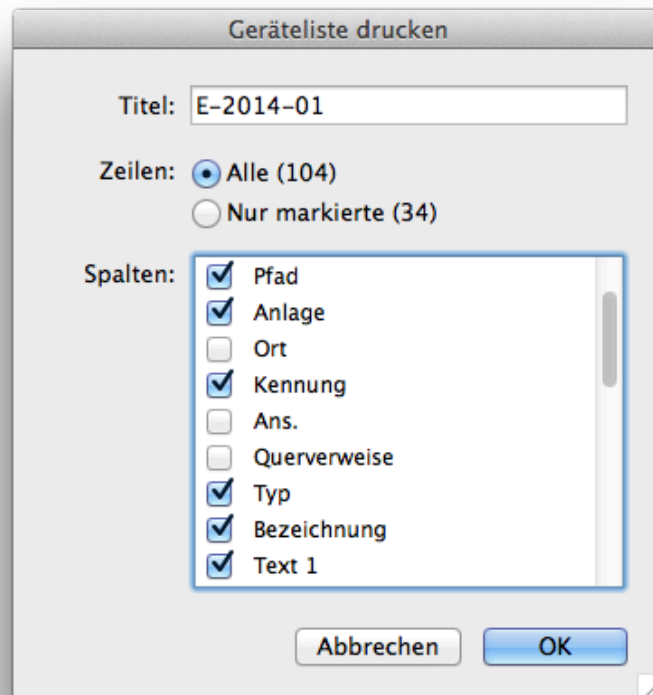 Geräteliste drucken
Titel: E-2014-01
Zeilen: Alle (104)
Nur markierte (34)
Spalten: Pfad
Anlage
Ort
Kennung
Ans.
Querverweise
Typ
Bezeichnung
Text 1
Abbrechen OK